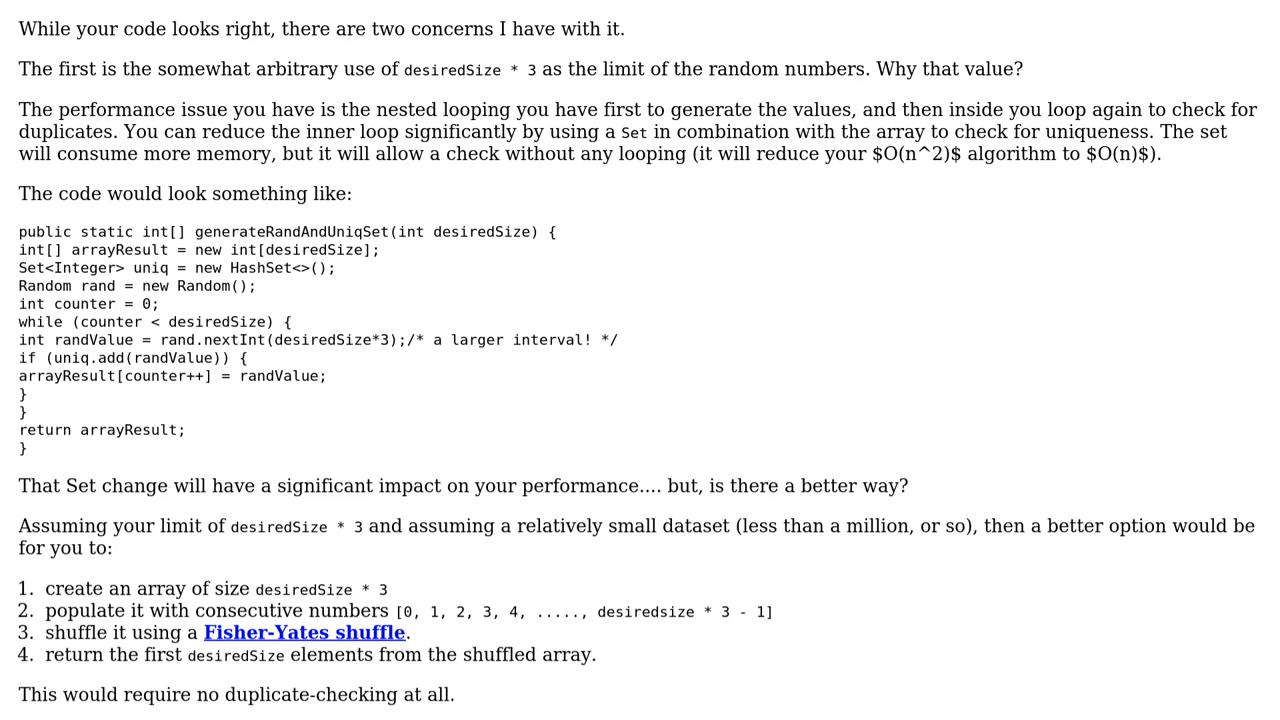 While your code looks right, there are two concerns I have with it.
The first is the somewhat arbitrary use of desiredSize * 3 as the limit of the random numbers. Why that value?
The performance issue you have is the nested looping you have first to generate the values, and then inside you loop again to check for
duplicates. You can reduce the inner loop significantly by using a Set in combination with the array to check for uniqueness. The set
will consume more memory, but it will allow a check without any looping (it will reduce your $O(n^2)$ algorithm to $O(n)$).
The code would look something like:
public static int[] generateRandAndUniqSet(int desiredSize) {
int[] arrayResult = new int[desiredSize];
Set<Integer> uniq = new HashSet<>();
Random rand = new Random();
int counter = 0;
while (counter < desiredSize) {
int randValue = rand.nextInt(desiredSize*3);/* a larger interval! */
if (uniq.add(randValue)) {
arrayResult[counter++] = randValue;
}
}
return arrayResult;
}
That Set change will have a significant impact on your performance.... but, is there a better way?
Assuming your limit of desiredSize * 3 and assuming a relatively small dataset (less than a million, or so), then a better option would be
for you to:
1. create an array of size desiredSize * 3
2. populate it with consecutive numbers [0, 1, 2, 3, 4, ....., desiredsize * 3 - 1]
3. shuffle it using a Fisher-Yates shuffle.
4. return the first desiredSize elements from the shuffled array.
This would require no duplicate-checking at all.